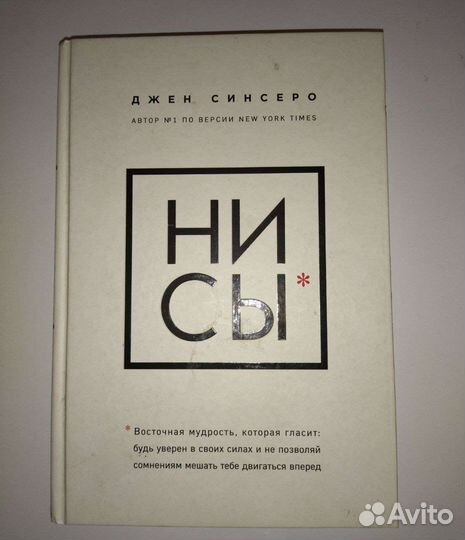 ДЖЕН СИНСЕРО
АВТОР №1 ПО ВЕРСИИ NEW YORK TIMES
НИ
СЫ*
* Восточная мудрость, которая гласит:
будь уверен в своих силах и не позволяй
сомнениям мешать тебе двигаться вперед
Avito